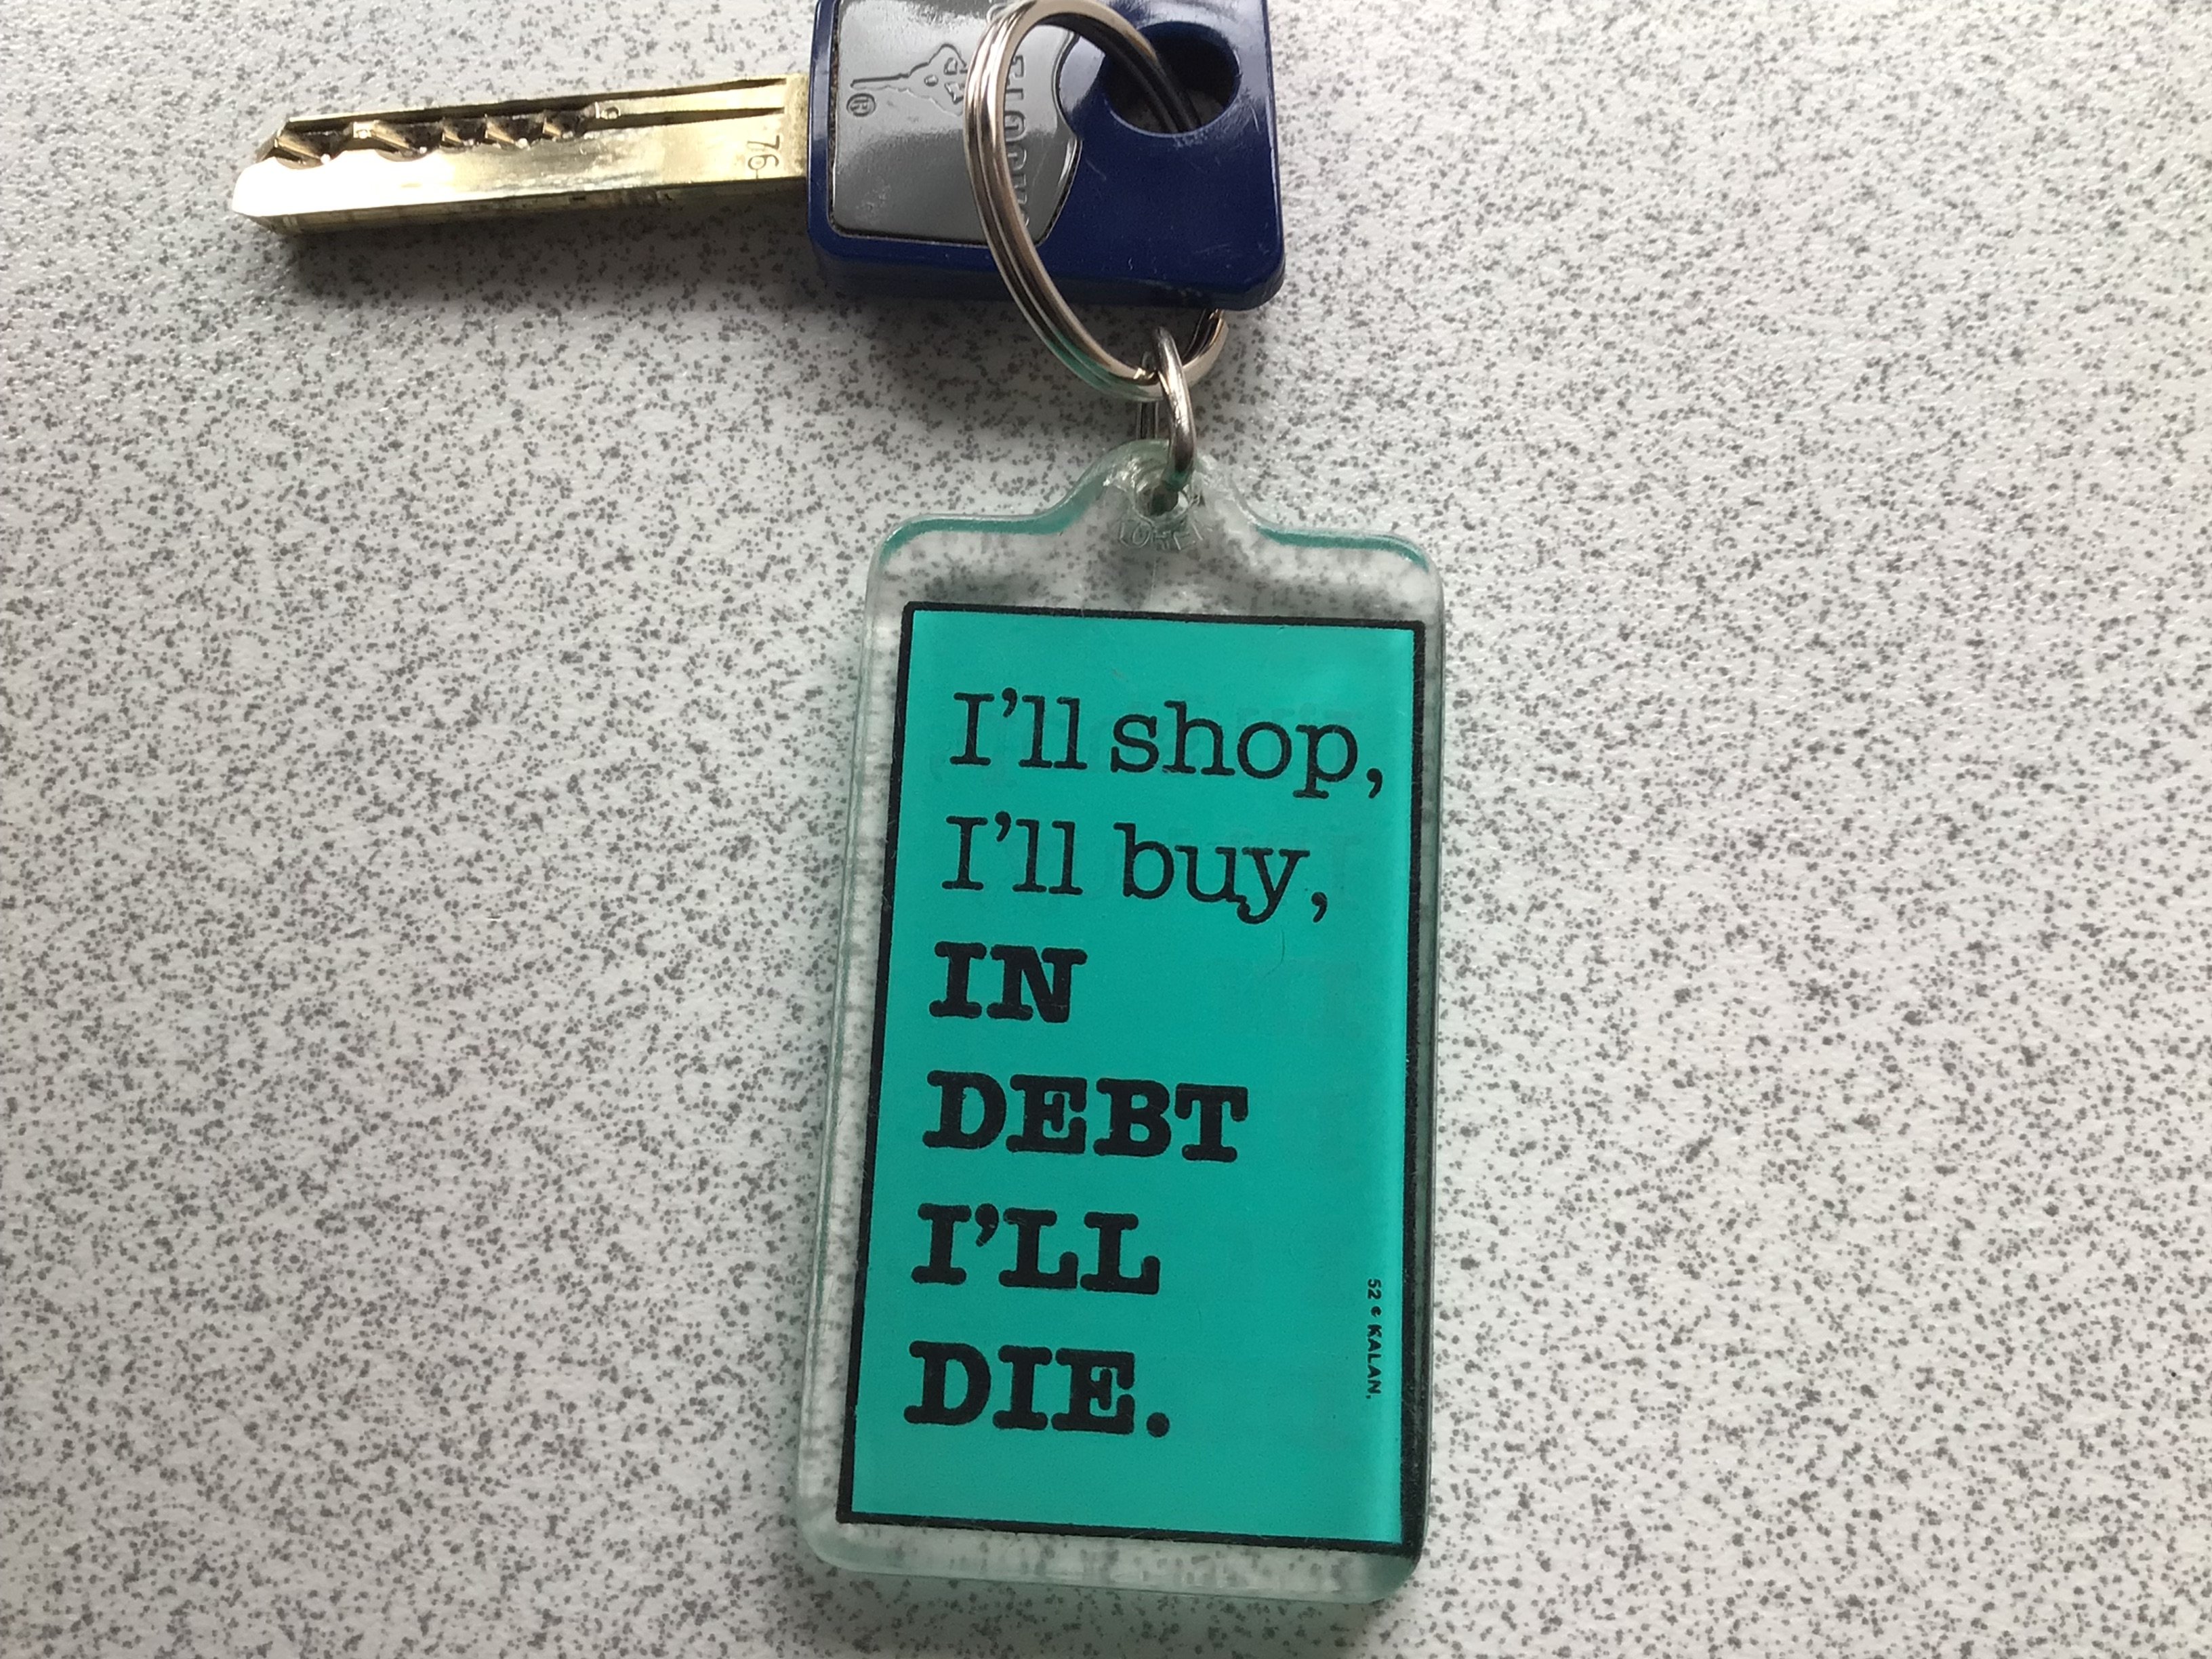 76
®
I'll shop,
I'll buy,
IN
DEBT
I'LL
DIE.
52 © KALAN.